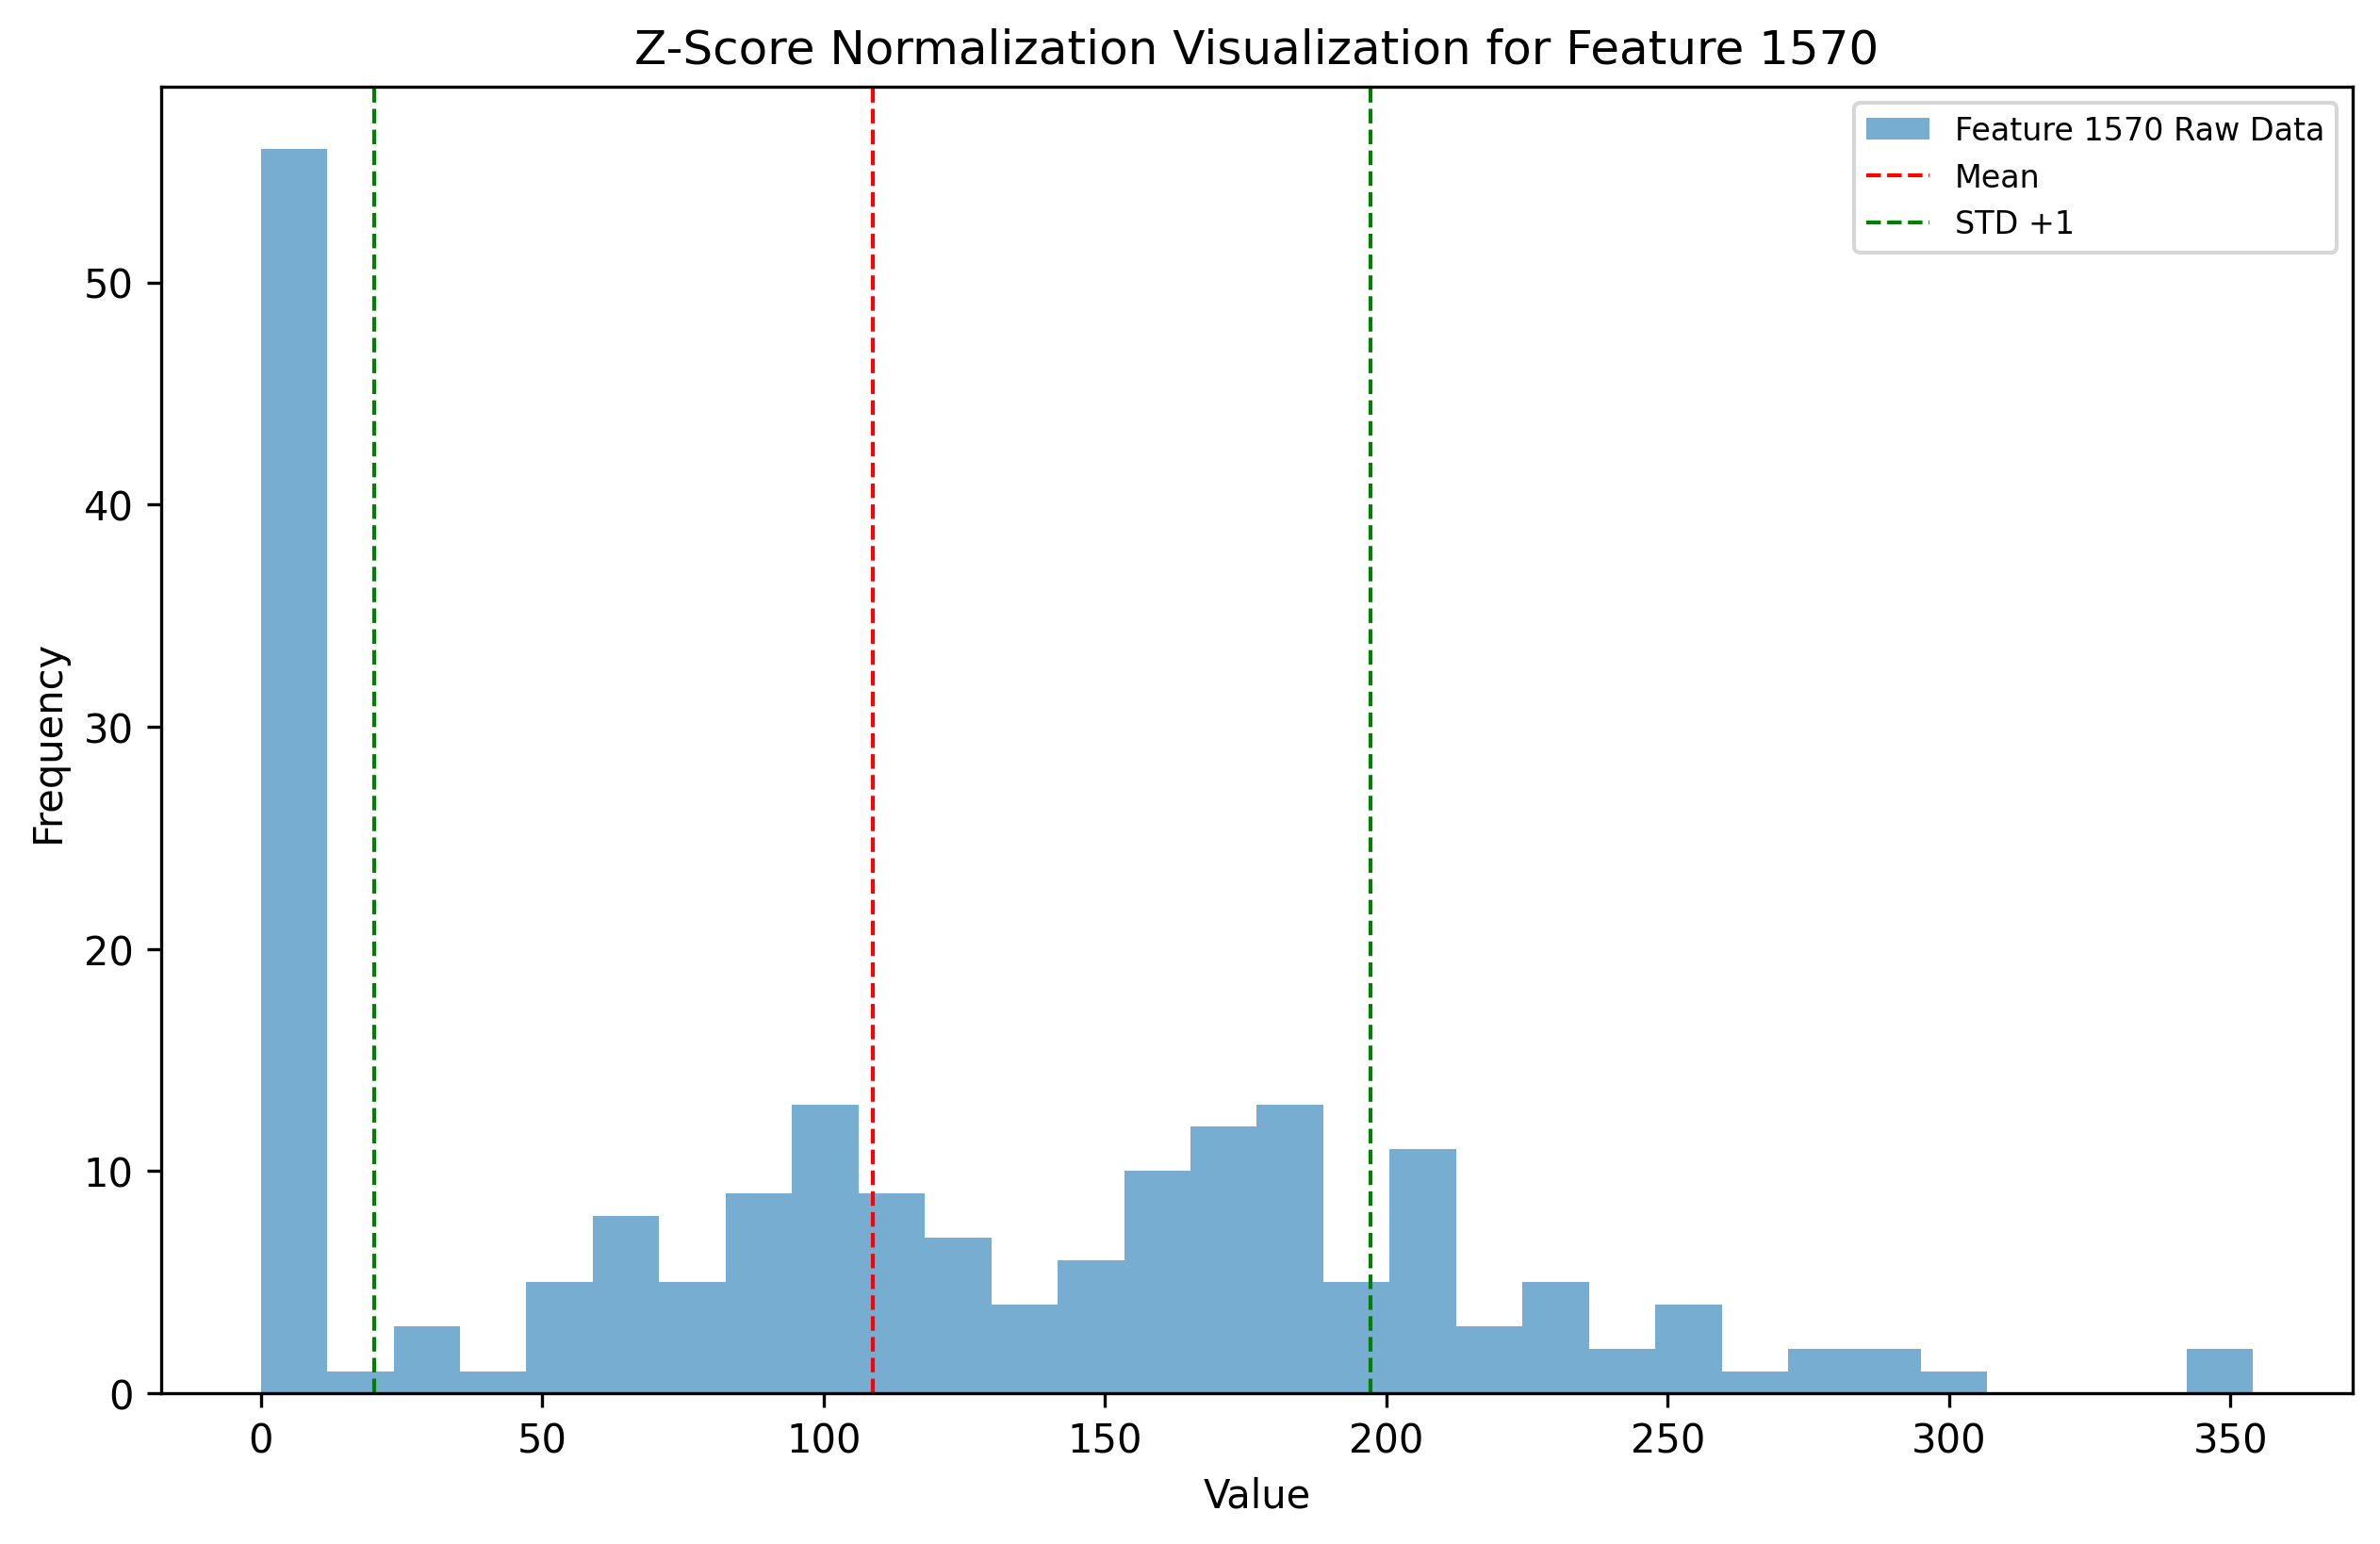 Z-Score Normalization Visualization for Feature 1570
Feature 1570 Raw Data
Mean
STD +1
50
40
30
20
10
0
Frequency
0 50 100 150 200 250 300 350
Value